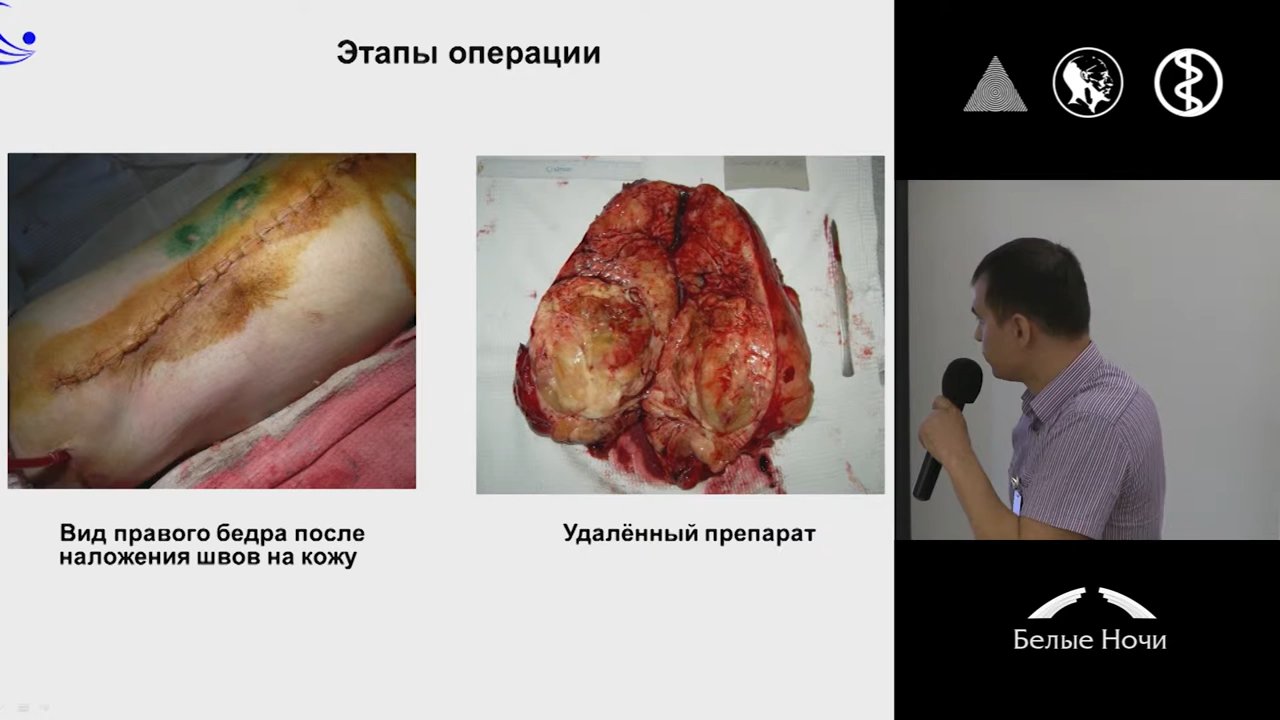 Этапы операции
Вид правого бедра после
наложения швов на кожу
Удалённый препарат
Белые Ночи